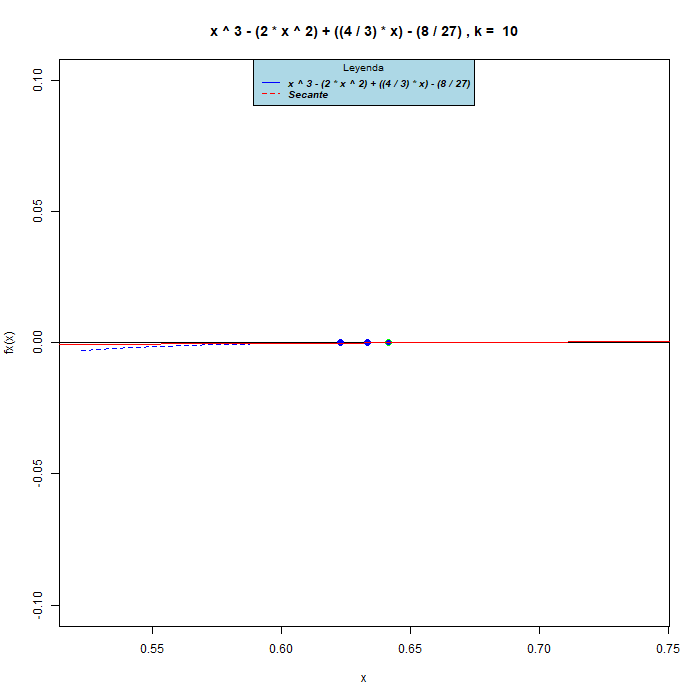 x ^ 3 - (2 * x ^ 2) + ((4 / 3) * x) - (8 / 27) , k =  10
Leyenda
x ^ 3 - (2 * x ^ 2) + ((4 / 3) * x) - (8 / 27)
Secante
0.10
0.05
0.00
-0.05
-0.10
fx(x)
0.55
0.60
0.65
0.70
0.75
x